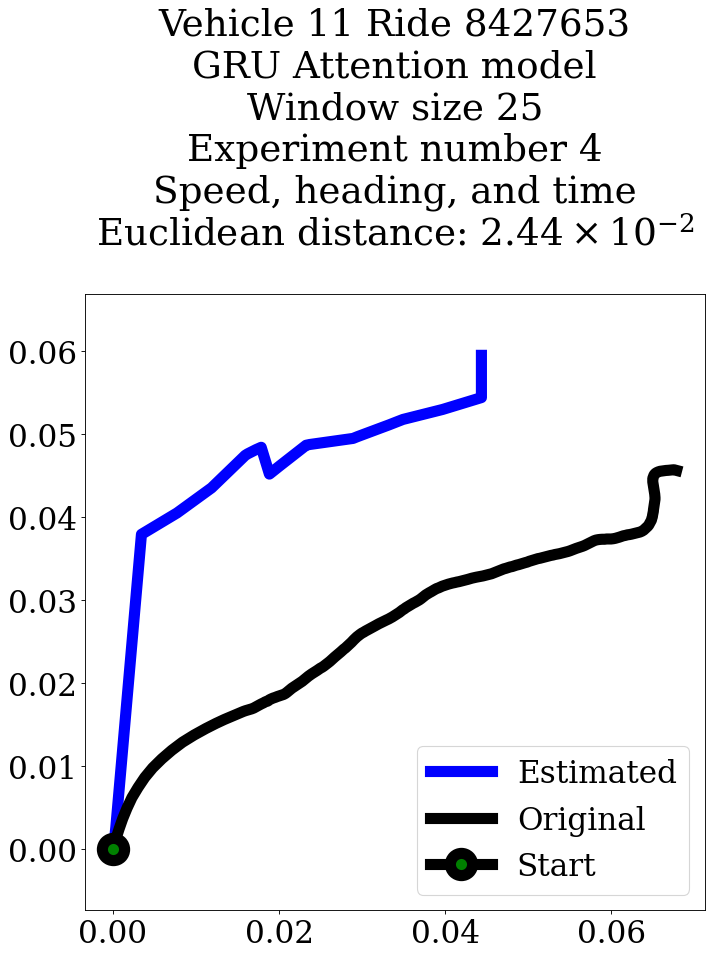 Vehicle 11 Ride 8427653
GRU Attention model
Window size 25
Experiment number 4
Speed, heading, and time
Euclidean distance: 2.44 × 10⁻²
0.06
0.05
0.04
0.03
0.02
0.01
0.00
Estimated
Original
Start
0.00 0.02 0.04 0.06